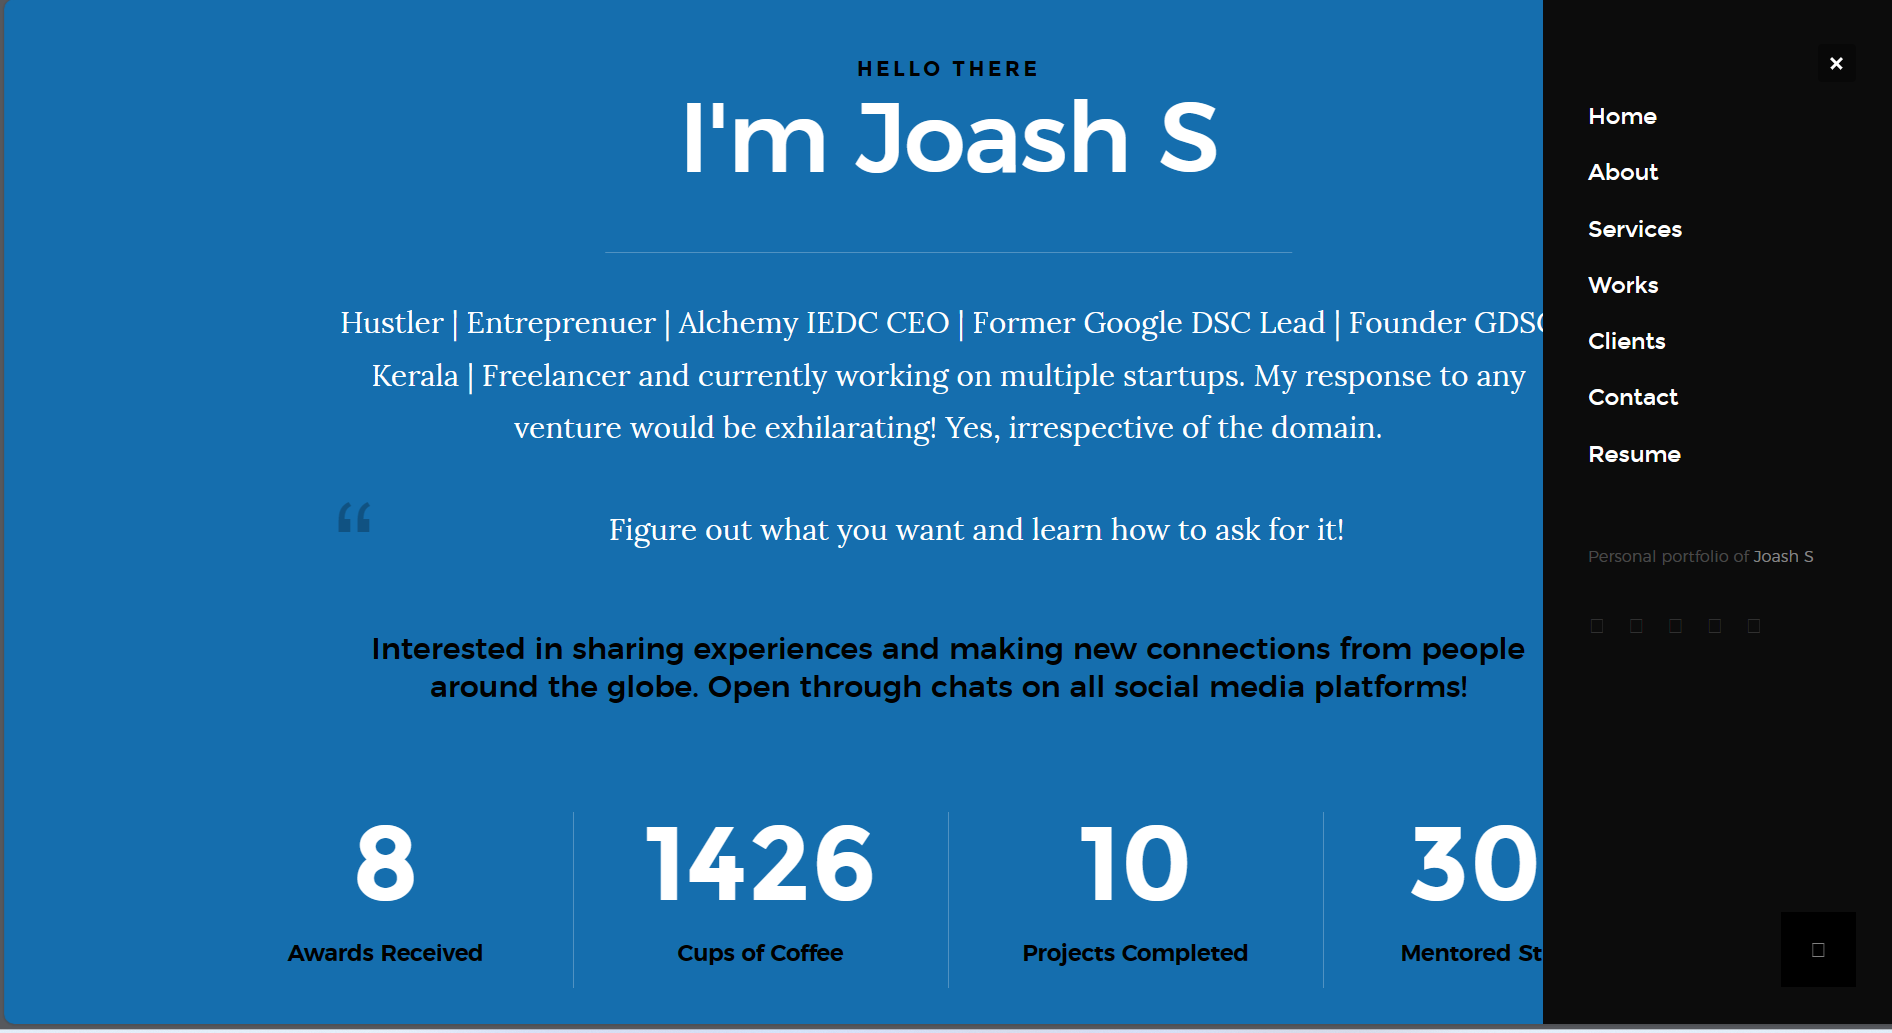 HELLO THERE
I'm Joash S
Hustler | Entreprenuer | Alchemy IEDC CEO | Former Google DSC Lead | Founder GDSC
Kerala | Freelancer and currently working on multiple startups. My response to any
venture would be exhilarating! Yes, irrespective of the domain.
“
Figure out what you want and learn how to ask for it!
Interested in sharing experiences and making new connections from people
around the globe. Open through chats on all social media platforms!
8
Awards Received
1426
Cups of Coffee
10
Projects Completed
30
Mentored St
×
Home
About
Services
Works
Clients
Contact
Resume
Personal portfolio of Joash S